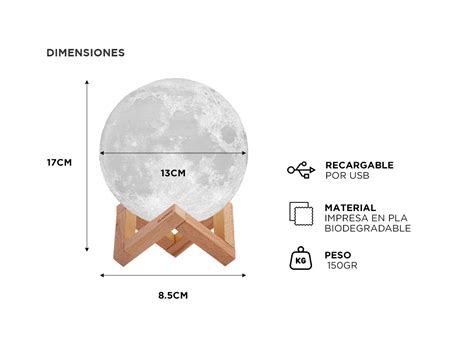 DIMENSIONES
17CM
13CM
8.5CM
RECARGABLE
POR USB
MATERIAL
IMPRESA EN PLA
BIODEGRADABLE
KG
PESO
150GR